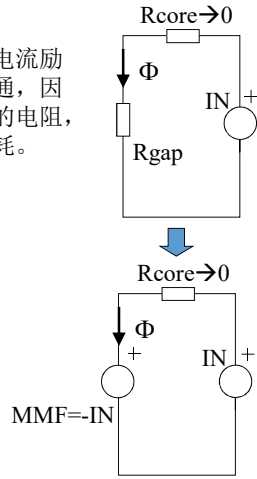 Rcore→0
电流励
Φ
通，因
IN
+
的电阻，
耗。
Rgap
Rcore→0
Φ
+
IN
+
MMF=-IN